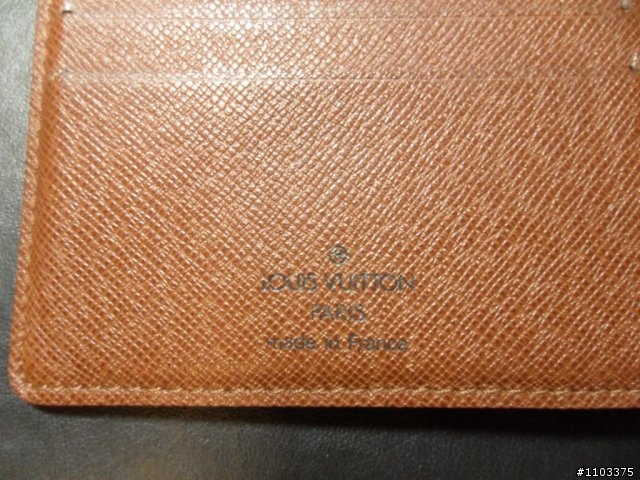 LOUIS VUITTON
PARIS
made in France
#1103375